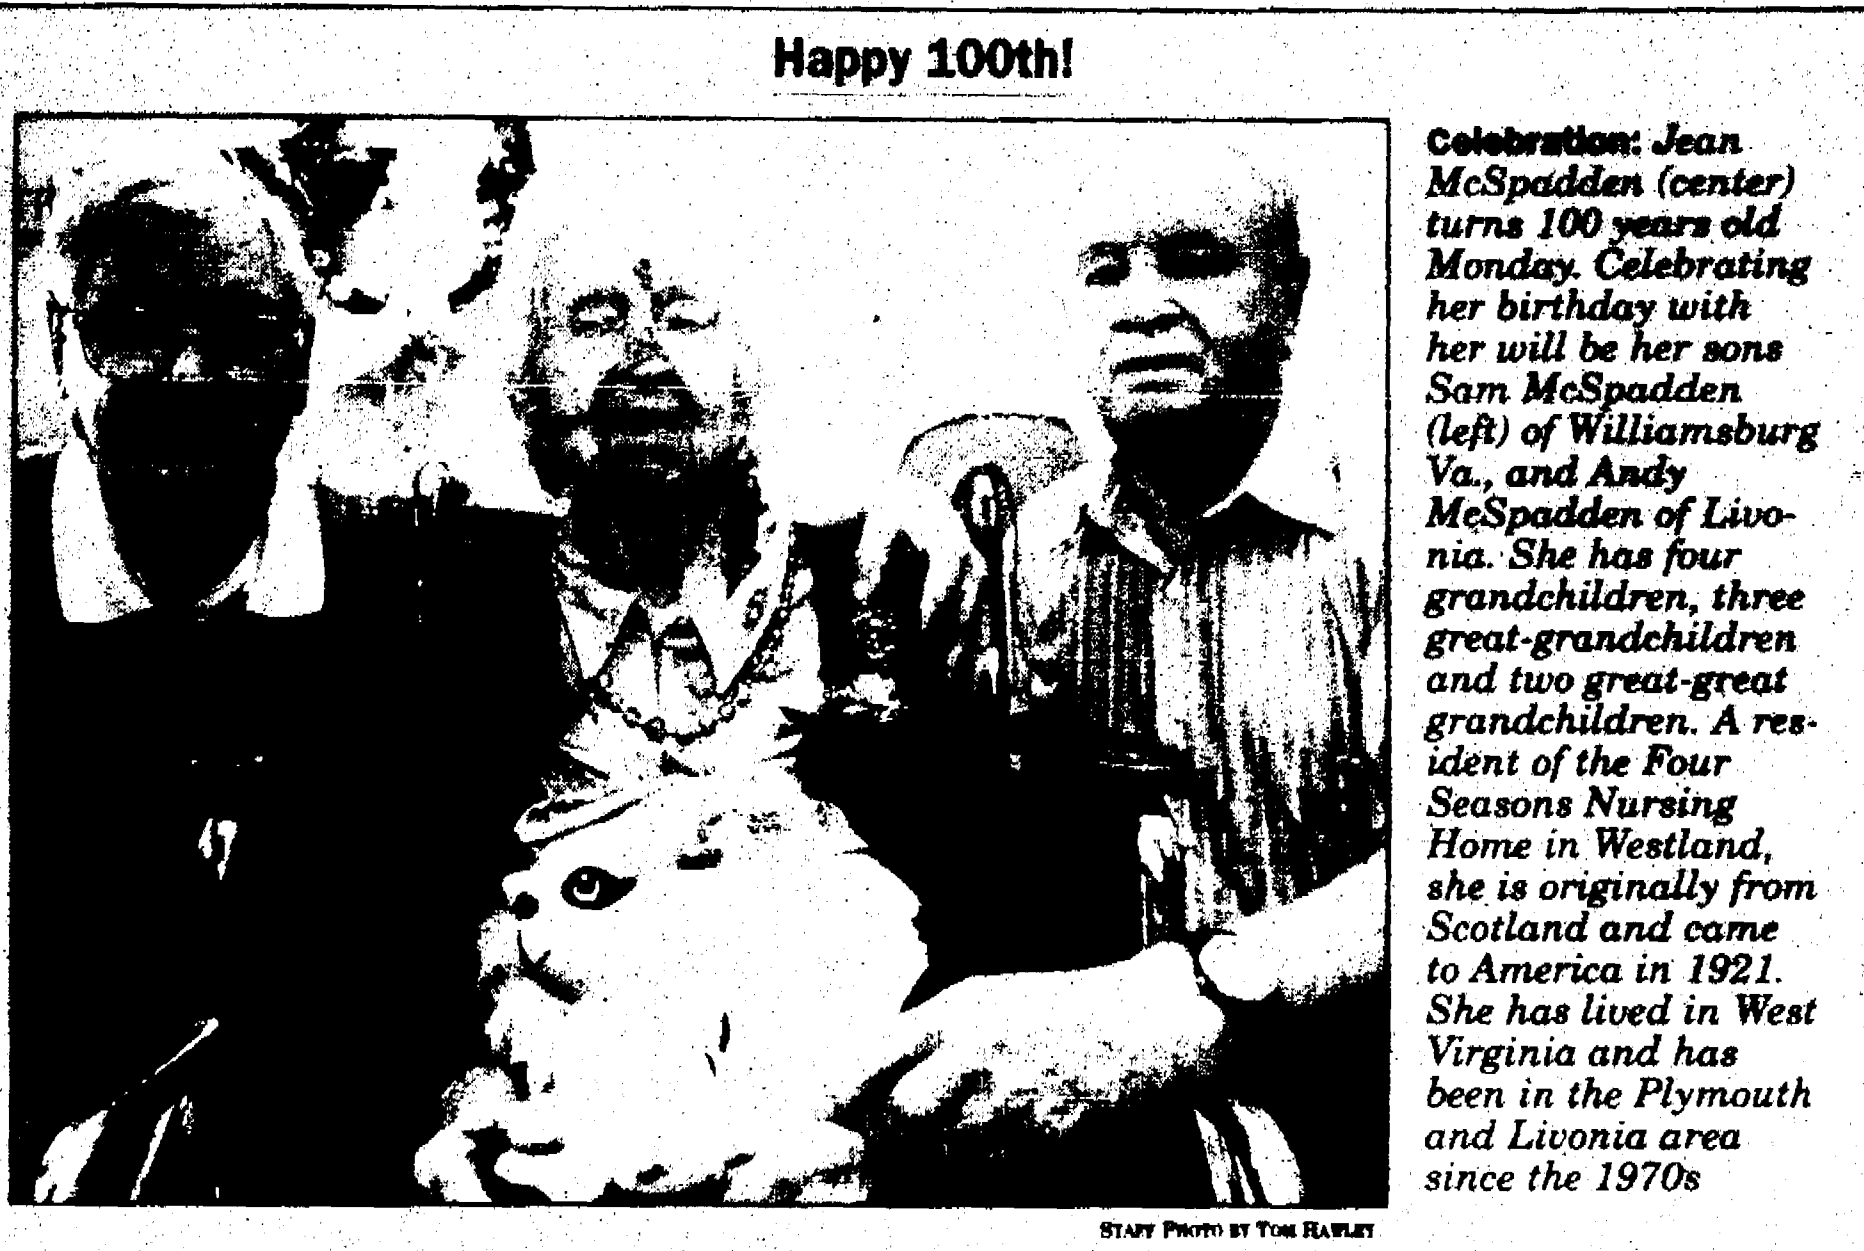 Happy 100th!
Celebration: Jean
McSpadden (center)
turns 100 years old
Monday. Celebrating
her birthday with
her will be her sons
Sam McSpadden
(left) of Williamsburg
Va., and Andy
McSpadden of Livo-
nia. She has four
grandchildren, three
great-grandchildren
and two great-great
grandchildren. A res-
ident of the Four
Seasons Nursing
Home in Westland,
she is originally from
Scotland and came
to America in 1921.
She has lived in West
Virginia and has
been in the Plymouth
and Livonia area
since the 1970s
STAFF PHOTO BY TOM HAWLEY